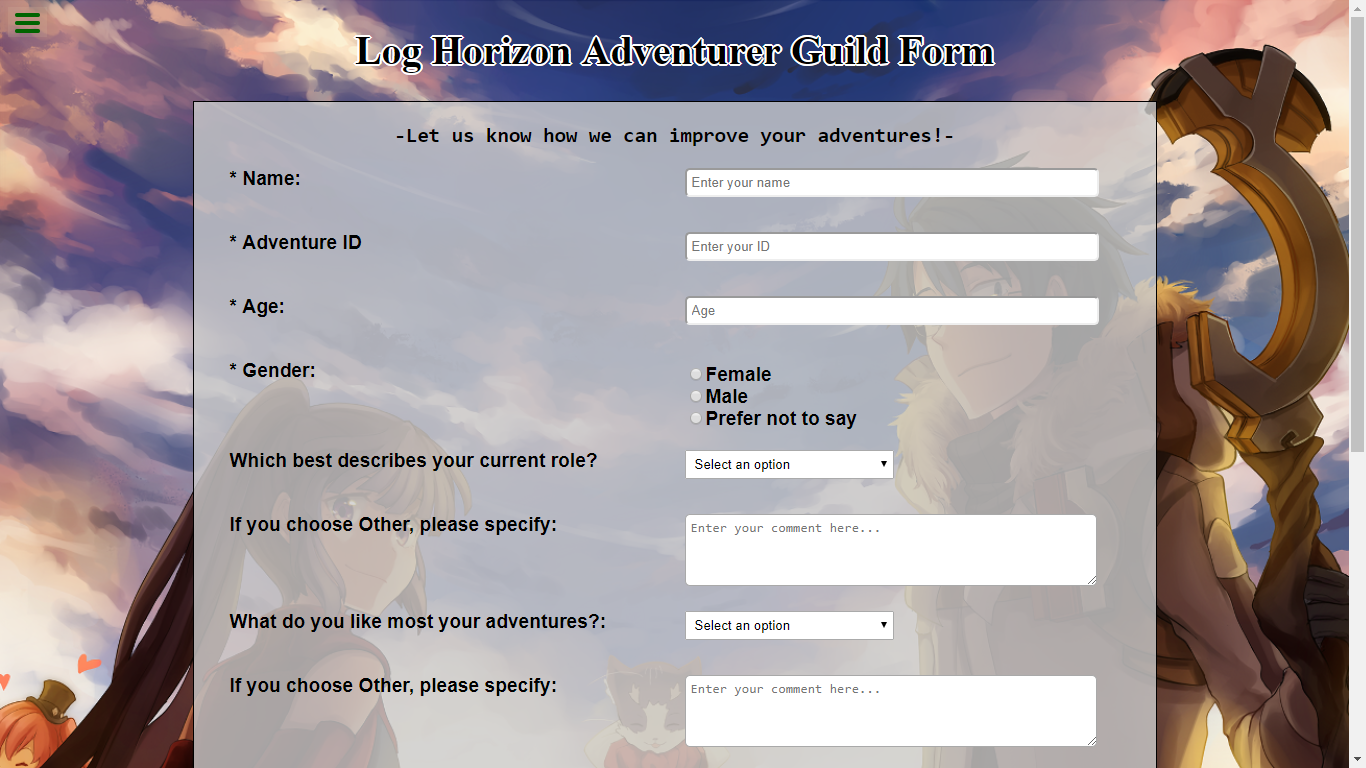 Log Horizon Adventurer Guild Form
-Let us know how we can improve your adventures!-
* Name:
Enter your name
* Adventure ID
Enter your ID
* Age:
Age
* Gender:
Female
Male
Prefer not to say
Which best describes your current role?
Select an option
If you choose Other, please specify:
Enter your comment here...
What do you like most your adventures?:
Select an option
If you choose Other, please specify:
Enter your comment here...